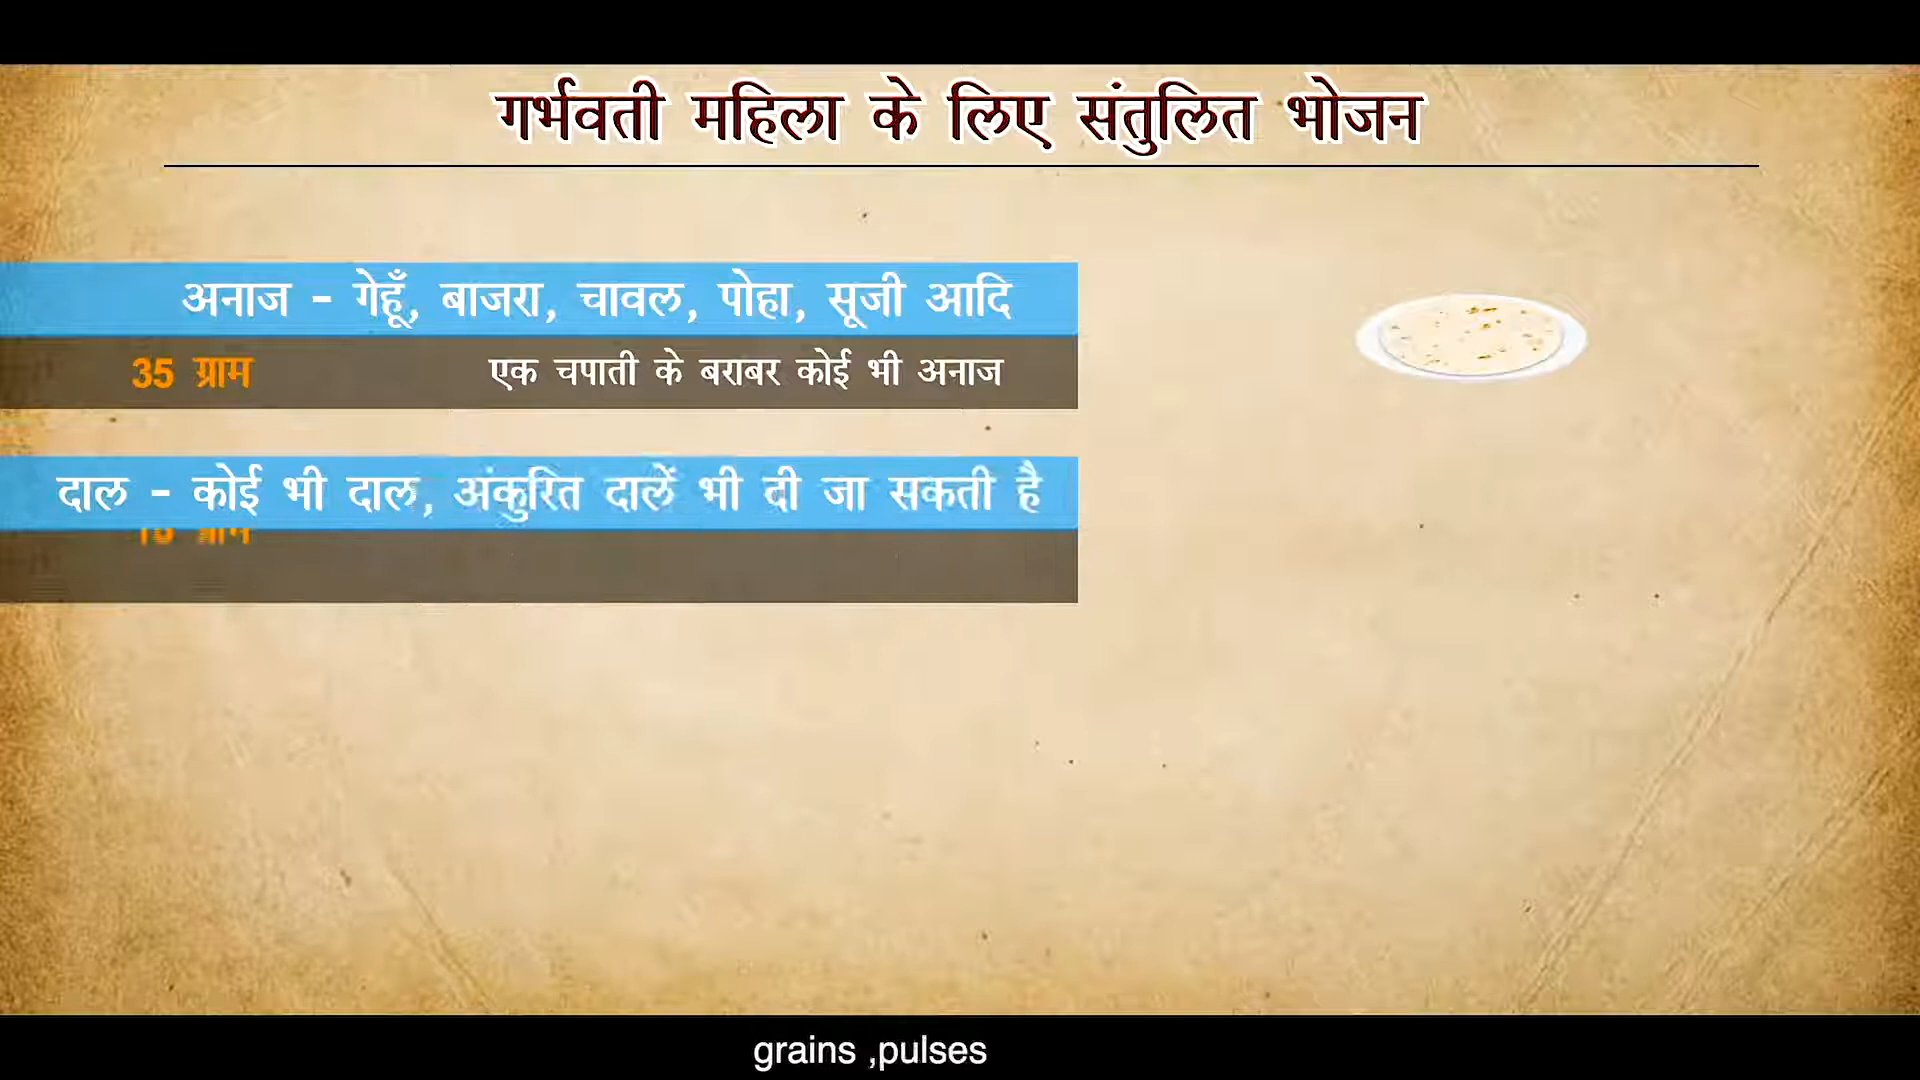 गर्भवती महिला के लिए संतुलित भोजन
अनाज - गेहूँ, बाजरा, चावल, पोहा, सूजी आदि
35 ग्राम एक चपाती के बराबर कोई भी अनाज
दाल - कोई भी दाल, अंकुरित दालें भी दी जा सकती है
grains ,pulses